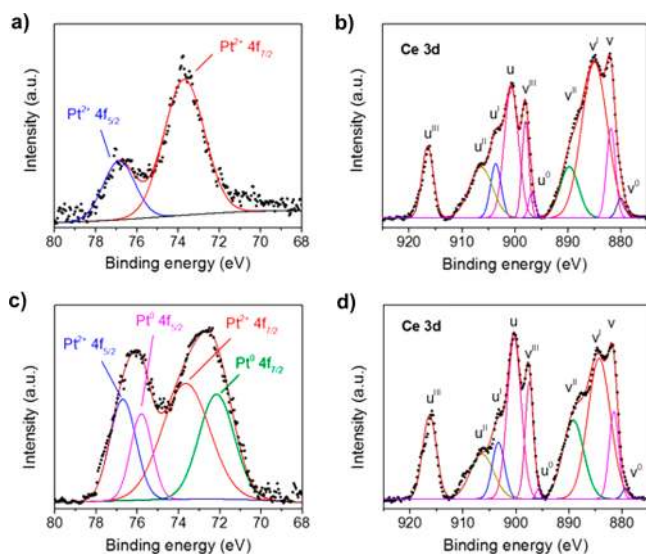 a)
Pt²⁺ 4f₇/₂
Pt²⁺ 4f₅/₂
Intensity (a.u.)
80 78 76 74 72 70 68
Binding energy (eV)
b)
Ce 3d
uᴵᴵᴵ
uᴵᴵ
uᴵ
u
vᴵᴵᴵ
u⁰
vᴵᴵ
vᴵ
v
v⁰
Intensity (a.u.)
920 910 900 890 880
Binding energy (eV)
c)
Pt²⁺ 4f₅/₂
Pt⁰ 4f₅/₂
Pt²⁺ 4f₇/₂
Pt⁰ 4f₇/₂
Intensity (a.u.)
80 78 76 74 72 70 68
Binding energy (eV)
d)
Ce 3d
uᴵᴵᴵ
uᴵᴵ
uᴵ
u
vᴵᴵᴵ
u⁰
vᴵᴵ
vᴵ
v
v⁰
Intensity (a.u.)
920 910 900 890 880
Binding energy (eV)